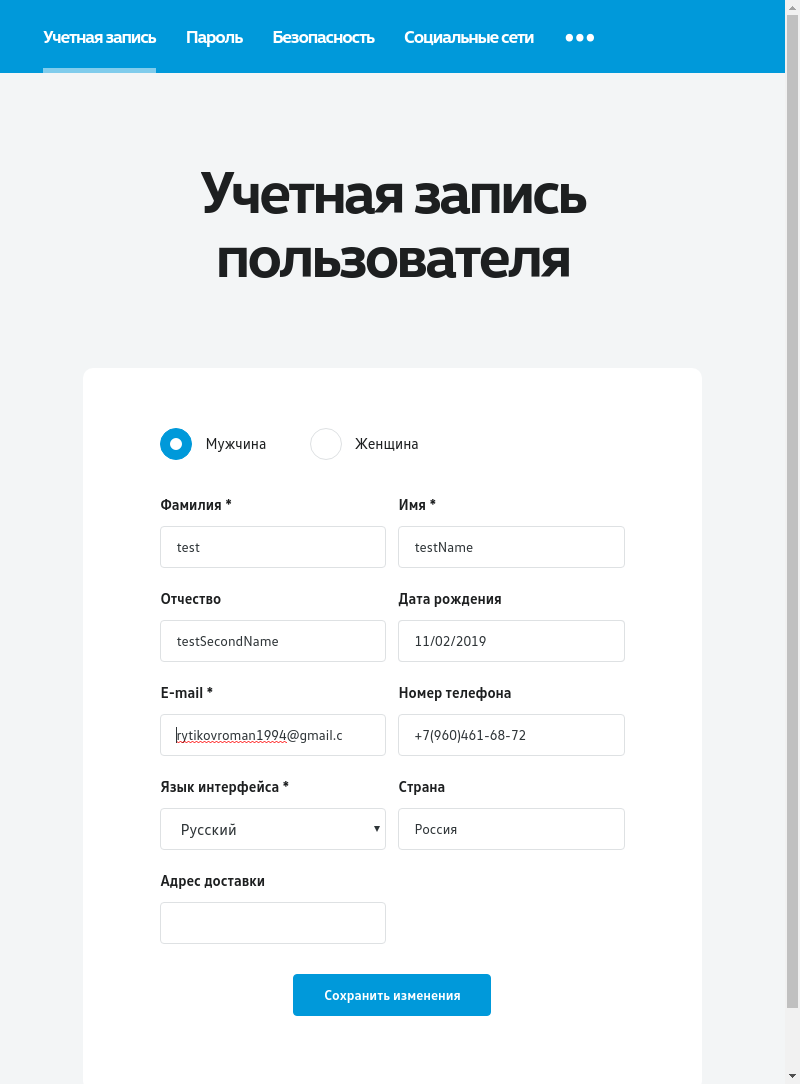 Учетная запись Пароль Безопасность Социальные сети
Учетная запись
пользователя
Мужчина Женщина
Фамилия * Имя *
test testName
Отчество Дата рождения
testSecondName 11/02/2019
E-mail * Номер телефона
rytikovroman1994@gmail.c +7(960)461-68-72
Язык интерфейса * Страна
Русский Россия
Адрес доставки
Сохранить изменения